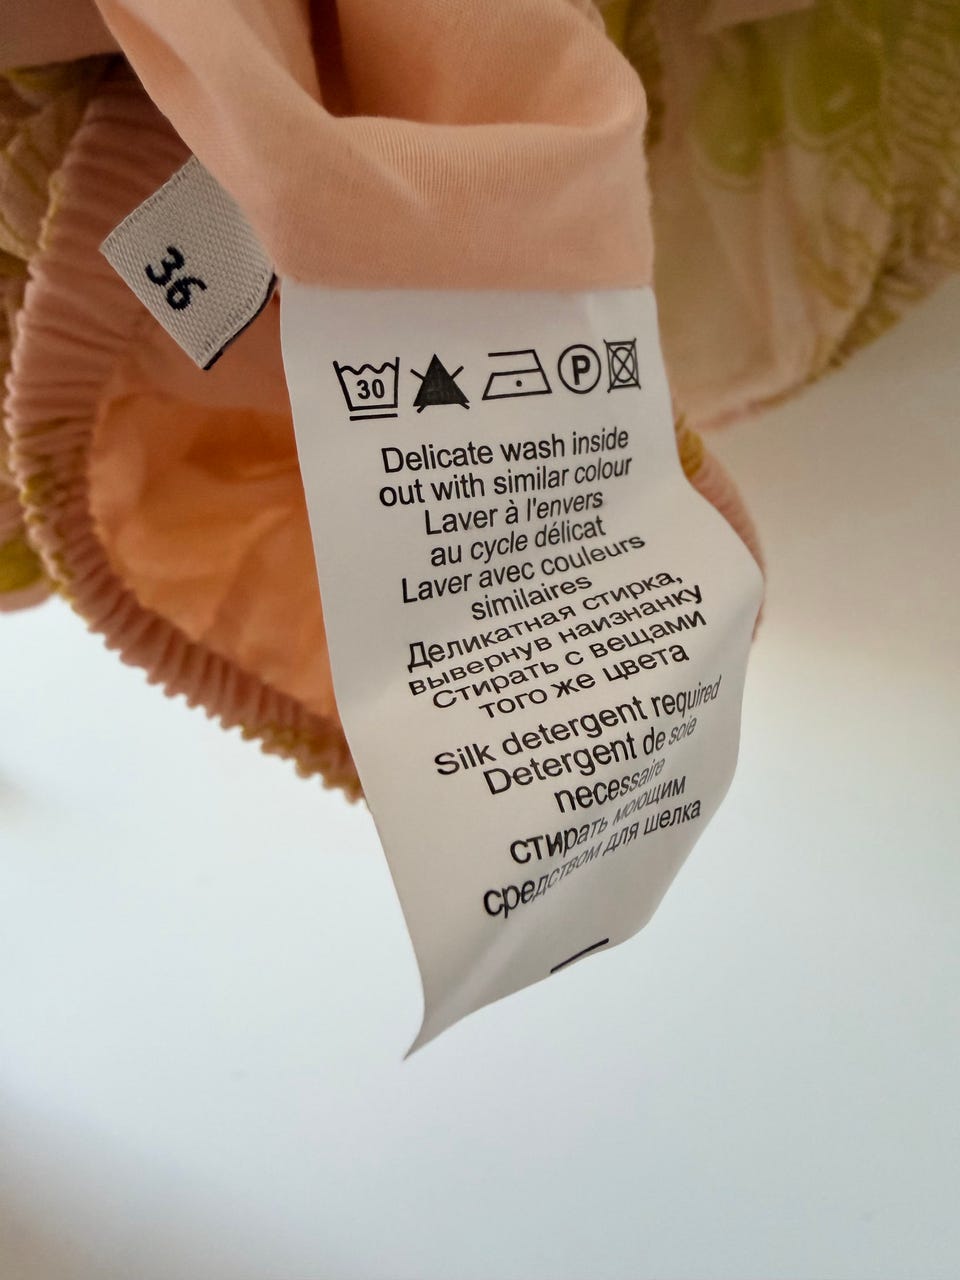 36
30
P
Delicate wash inside
out with similar colour
Laver à l'envers
au cycle délicat
Laver avec couleurs
similaires
Деликатная стирка,
вывернув наизнанку
Стирать с вещами
того же цвета
Silk detergent required
Detergent de soie
necessaire
стирать моющим
средством для шелка